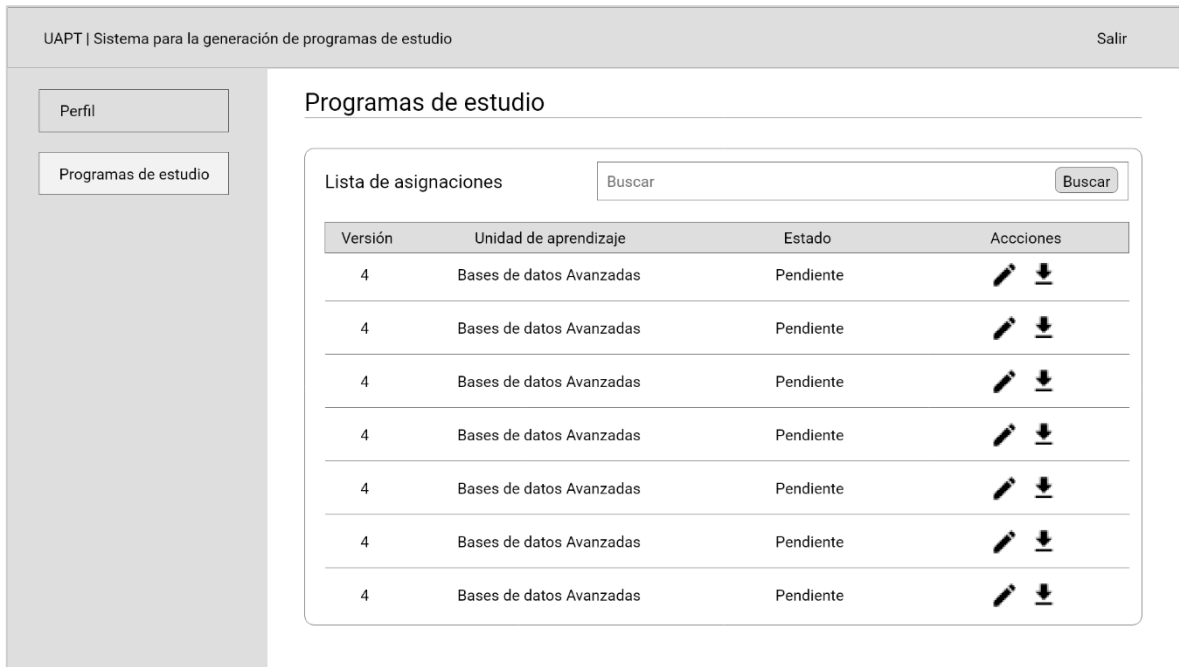 UAPT | Sistema para la generación de programas de estudio Salir
Perfil
Programas de estudio
Programas de estudio
Lista de asignaciones Buscar Buscar
Versión Unidad de aprendizaje Estado Accciones
4 Bases de datos Avanzadas Pendiente
4 Bases de datos Avanzadas Pendiente
4 Bases de datos Avanzadas Pendiente
4 Bases de datos Avanzadas Pendiente
4 Bases de datos Avanzadas Pendiente
4 Bases de datos Avanzadas Pendiente
4 Bases de datos Avanzadas Pendiente